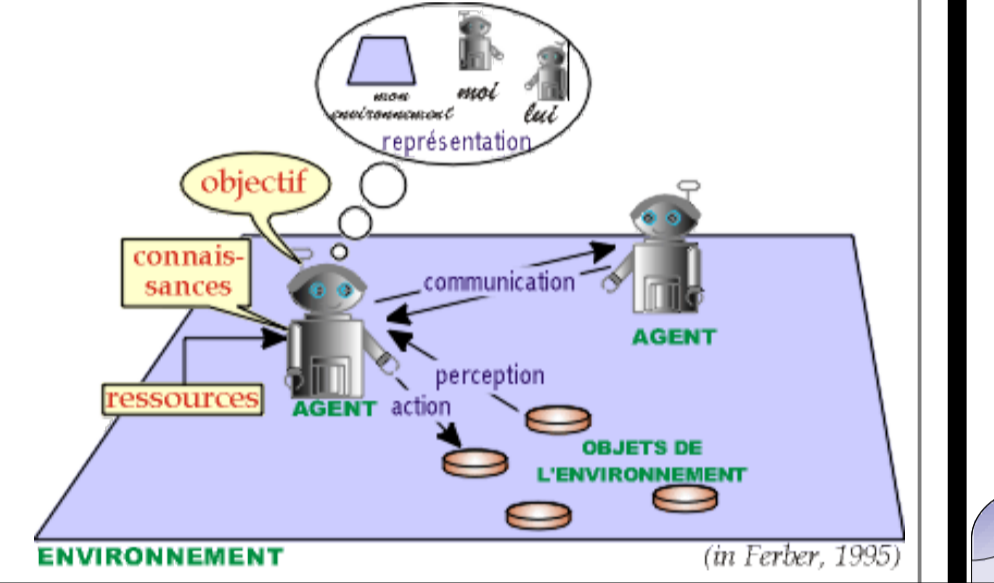 mon
environnement
moi
lui
représentation
objectif
connais-
sances
communication
AGENT
perception
ressources
AGENT
action
OBJETS DE
L'ENVIRONNEMENT
ENVIRONNEMENT
(in Ferber, 1995)